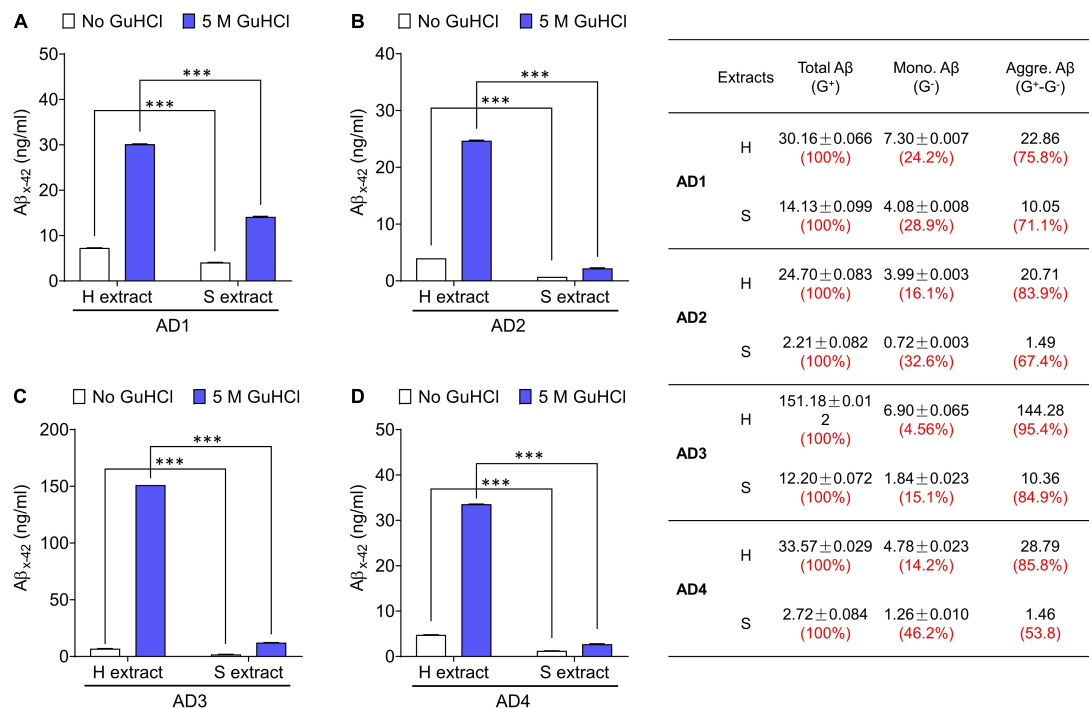 A
No GuHCl 5 M GuHCl
Aβx-42 (ng/ml)
50
40
30
20
10
0
***
***
H extract S extract
AD1
B
No GuHCl 5 M GuHCl
Aβx-42 (ng/ml)
40
30
20
10
0
***
***
H extract S extract
AD2
C
No GuHCl 5 M GuHCl
Aβx-42 (ng/ml)
200
150
100
50
0
***
***
H extract S extract
AD3
D
No GuHCl 5 M GuHCl
Aβx-42 (ng/ml)
50
40
30
20
10
0
***
***
H extract S extract
AD4
Extracts Total Aβ Mono. Aβ Aggre. Aβ
(G+) (G-) (G+-G-)
AD1
H 30.16±0.066 7.30±0.007 22.86
(100%) (24.2%) (75.8%)
S 14.13±0.099 4.08±0.008 10.05
(100%) (28.9%) (71.1%)
AD2
H 24.70±0.083 3.99±0.003 20.71
(100%) (16.1%) (83.9%)
S 2.21±0.082 0.72±0.003 1.49
(100%) (32.6%) (67.4%)
AD3
H 151.18±0.01 6.90±0.065 144.28
2 (4.56%) (95.4%)
(100%)
S 12.20±0.072 1.84±0.023 10.36
(100%) (15.1%) (84.9%)
AD4
H 33.57±0.029 4.78±0.023 28.79
(100%) (14.2%) (85.8%)
S 2.72±0.084 1.26±0.010 1.46
(100%) (46.2%) (53.8)